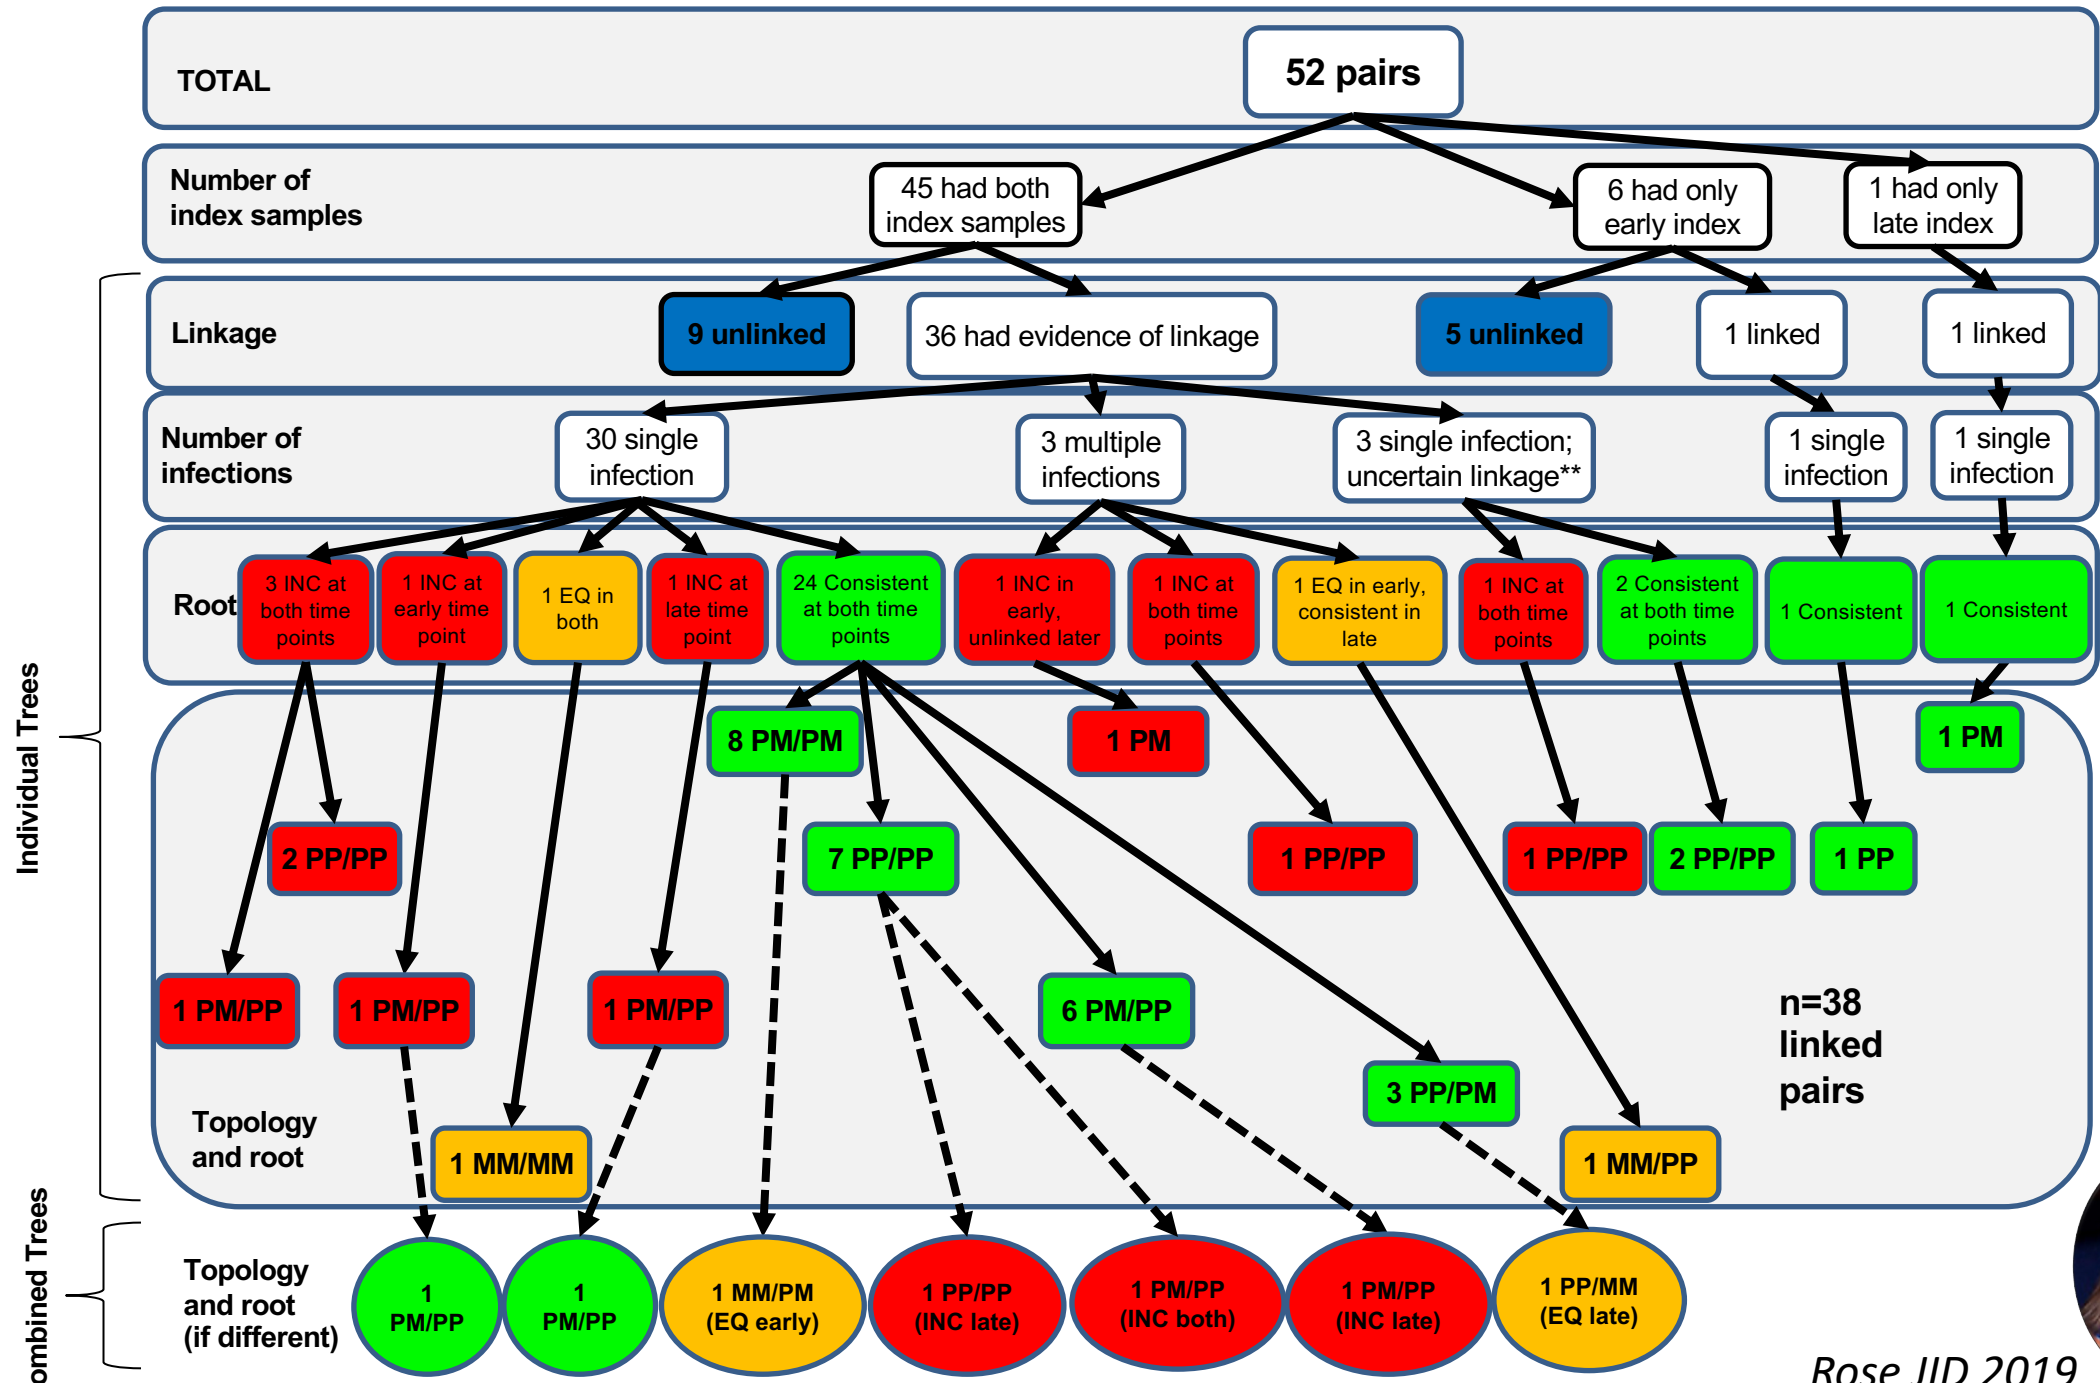 TOTAL
52 pairs
Number of
index samples
45 had both
index samples
6 had only
early index
1 had only
late index
Linkage
9 unlinked
36 had evidence of linkage
5 unlinked
1 linked
1 linked
Number of
infections
30 single
infection
3 multiple
infections
3 single infection;
uncertain linkage**
1 single
infection
1 single
infection
Root
3 INC at
both time
points
1 INC at
early time
point
1 EQ in
both
1 INC at
late time
point
24 Consistent
at both time
points
1 INC in
early,
unlinked later
1 INC at
both time
points
1 EQ in early,
consistent in
late
1 INC at
both time
points
2 Consistent
at both time
points
1 Consistent
1 Consistent
Individual Trees
8 PM/PM
1 PM
1 PM
2 PP/PP
7 PP/PP
1 PP/PP
1 PP/PP
2 PP/PP
1 PP
1 PM/PP
1 PM/PP
1 PM/PP
6 PM/PP
n=38
linked
pairs
3 PP/PM
Topology
and root
1 MM/MM
1 MM/PP
ombined Trees
Topology
and root
(if different)
1
PM/PP
1
PM/PP
1 MM/PM
(EQ early)
1 PP/PP
(INC late)
1 PM/PP
(INC both)
1 PM/PP
(INC late)
1 PP/MM
(EQ late)
Rose JID 2019